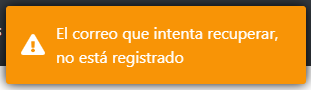 El correo que intenta recuperar,
no está registrado